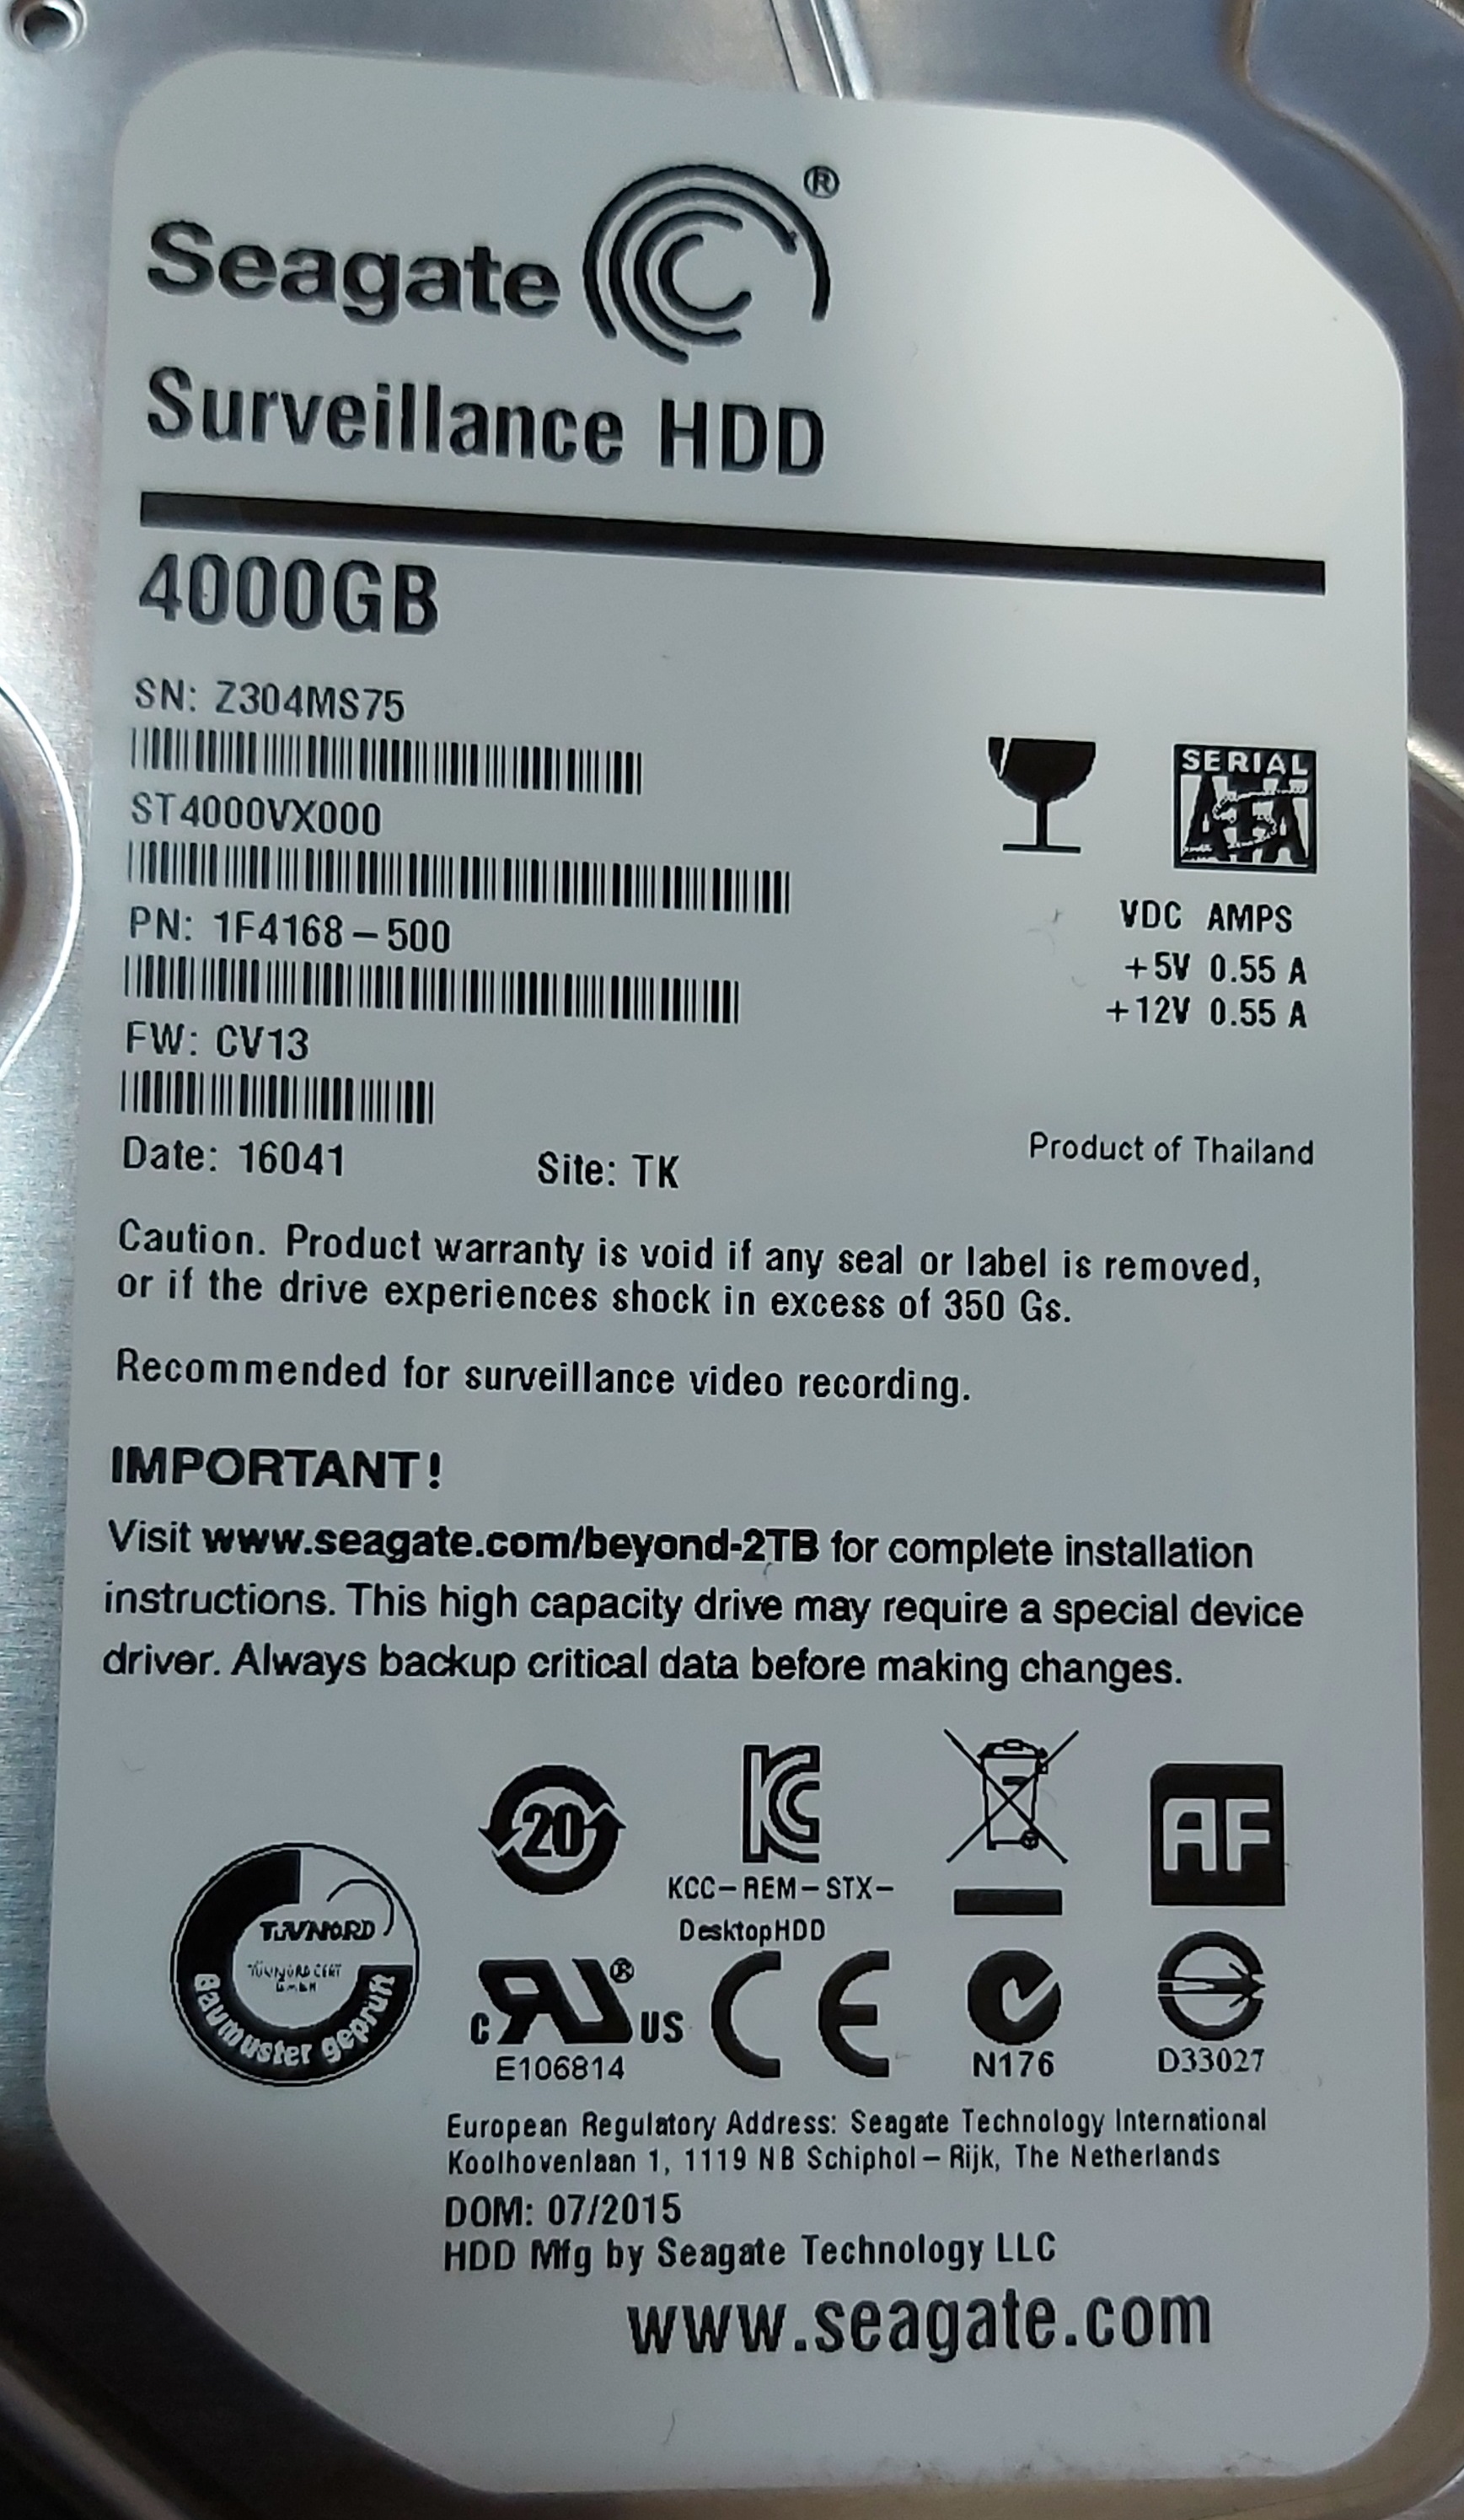 Seagate ®
Surveillance HDD
4000GB
SN: Z304MS75
ST4000VX000
PN: 1F4168-500
FW: CV13
Date: 16041 Site: TK
SERIAL
ATA
VDC AMPS
+5V 0.55 A
+12V 0.55 A
Product of Thailand
Caution. Product warranty is void if any seal or label is removed,
or if the drive experiences shock in excess of 350 Gs.
Recommended for surveillance video recording.
IMPORTANT!
Visit www.seagate.com/beyond-2TB for complete installation
instructions. This high capacity drive may require a special device
driver. Always backup critical data before making changes.
TÜVNORD
TÜV NORD CERT
GmbH
Baumuster geprüft
20
KCC-REM-STX-
DesktopHDD
AF
c RU ® US
E106814
CE
N176
D33027
European Regulatory Address: Seagate Technology International
Koolhovenlaan 1, 1119 NB Schiphol-Rijk, The Netherlands
DOM: 07/2015
HDD Mfg by Seagate Technology LLC
www.seagate.com